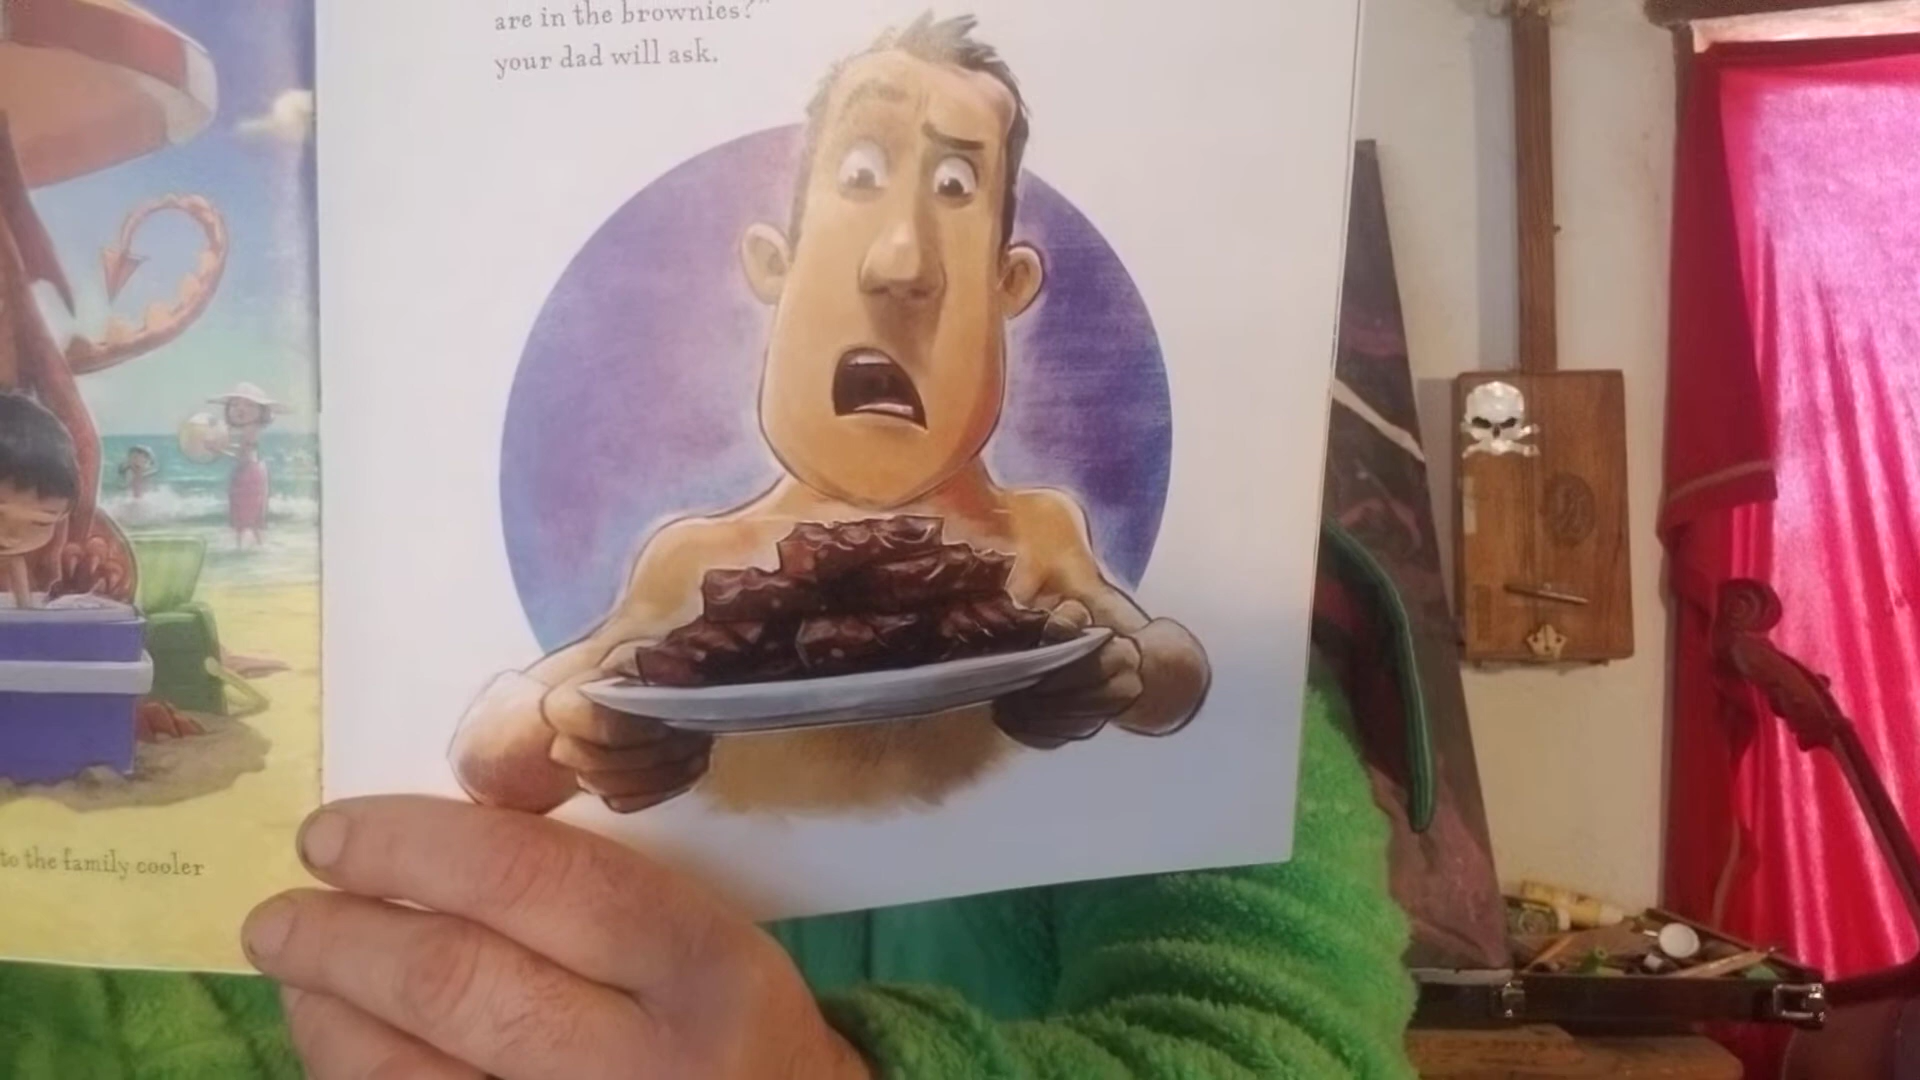 are in the brownies?"
your dad will ask.
to the family cooler